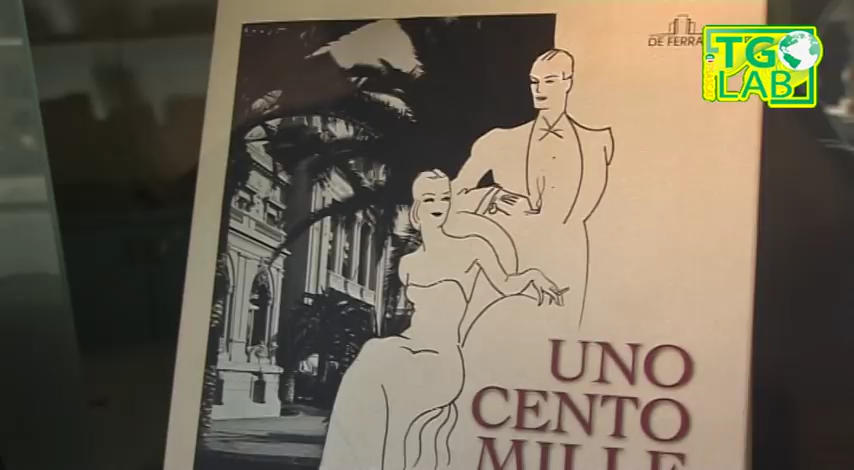 DE FERRA
TG
LAB
UNO
CENTO
MILLE